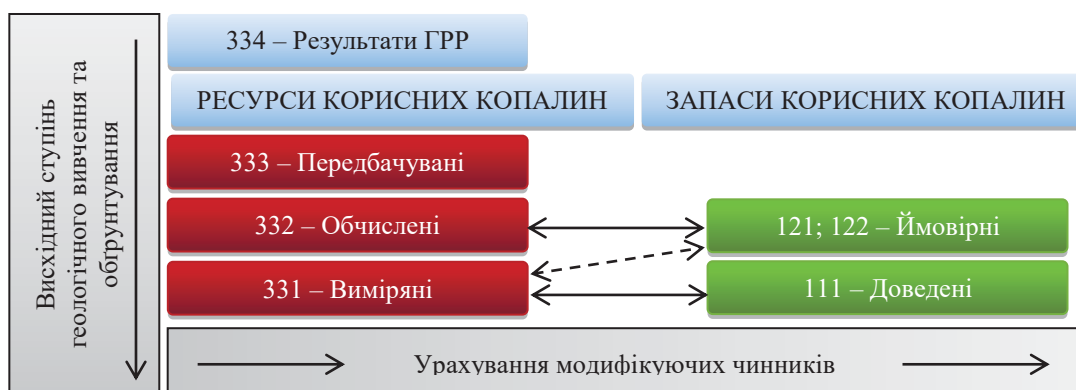 Висхідний ступінь
геологічного вивчення та
обґрунтування
334 – Результати ГРР
РЕСУРСИ КОРИСНИХ КОПАЛИН
ЗАПАСИ КОРИСНИХ КОПАЛИН
333 – Передбачувані
332 – Обчислені
121; 122 – Ймовірні
331 – Виміряні
111 – Доведені
Урахування модифікуючих чинників